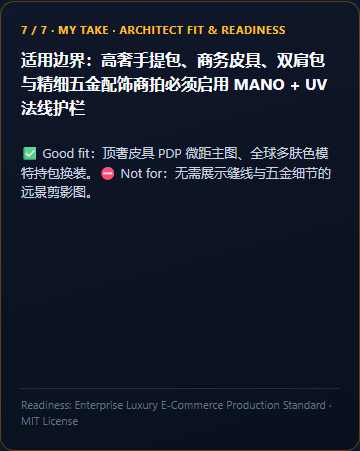 7 / 7 · MY TAKE · ARCHITECT FIT & READINESS
适用边界：高奢手提包、商务皮具、双肩包
与精细五金配饰商拍必须启用 MANO + UV
法线护栏
✅ Good fit：顶奢皮具 PDP 微距主图、全球多肤色模
特持包换装。⛔ Not for：无需展示缝线与五金细节的
远景剪影图。
Readiness: Enterprise Luxury E-Commerce Production Standard ·
MIT License